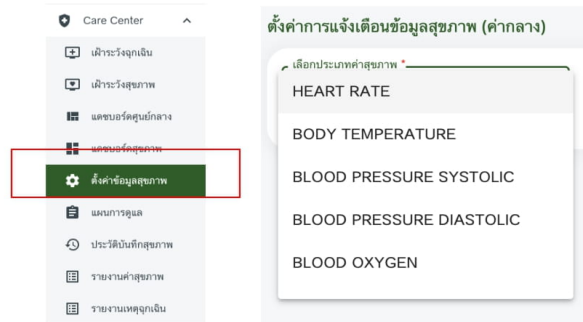 Care Center
เฝ้าระวังฉุกเฉิน
เฝ้าระวังสุขภาพ
แดชบอร์ดศูนย์กลาง
แดชบอร์ดสุขภาพ
ตั้งค่าข้อมูลสุขภาพ
แผนการดูแล
ประวัติบันทึกสุขภาพ
รายงานค่าสุขภาพ
รายงานเหตุฉุกเฉิน
ตั้งค่าการแจ้งเตือนข้อมูลสุขภาพ (ค่ากลาง)
เลือกประเภทค่าสุขภาพ *
HEART RATE
BODY TEMPERATURE
BLOOD PRESSURE SYSTOLIC
BLOOD PRESSURE DIASTOLIC
BLOOD OXYGEN